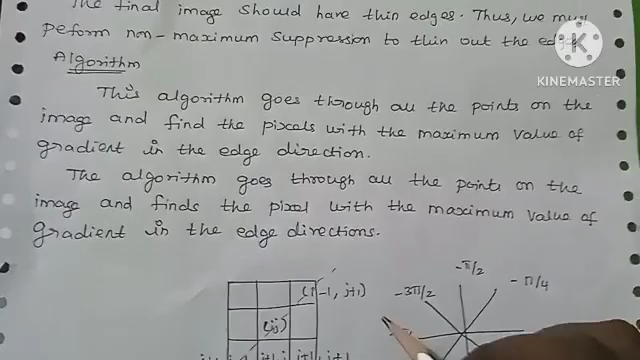 The final image should have thin edges. Thus, we mus
peform non-maximum suppression to thin out the edge
Algorithm
This algorithm goes through all the points on the
image and find the pixels with the maximum value of
gradient in the edge direction.
The algorithm goes through all the points on the
image and finds the pixel with the maximum value of
gradient in the edge directions.
(i-1, j+1)
(i,j)
-3π/2
-π/2
-π/4
K
KINEMASTER